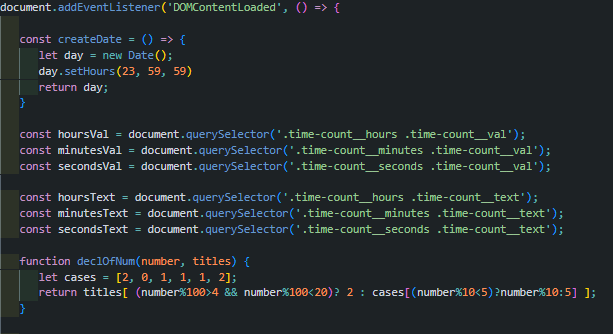 document.addEventListener('DOMContentLoaded', () => {
const createDate = () => {
let day = new Date();
day.setHours(23, 59, 59)
return day;
}
const hoursVal = document.querySelector('.time-count__hours .time-count__val');
const minutesVal = document.querySelector('.time-count__minutes .time-count__val');
const secondsVal = document.querySelector('.time-count__seconds .time-count__val');
const hoursText = document.querySelector('.time-count__hours .time-count__text');
const minutesText = document.querySelector('.time-count__minutes .time-count__text');
const secondsText = document.querySelector('.time-count__seconds .time-count__text');
function declOfNum(number, titles) {
let cases = [2, 0, 1, 1, 1, 2];
return titles[ (number%100>4 && number%100<20)? 2 : cases[(number%10<5)?number%10:5] ];
}